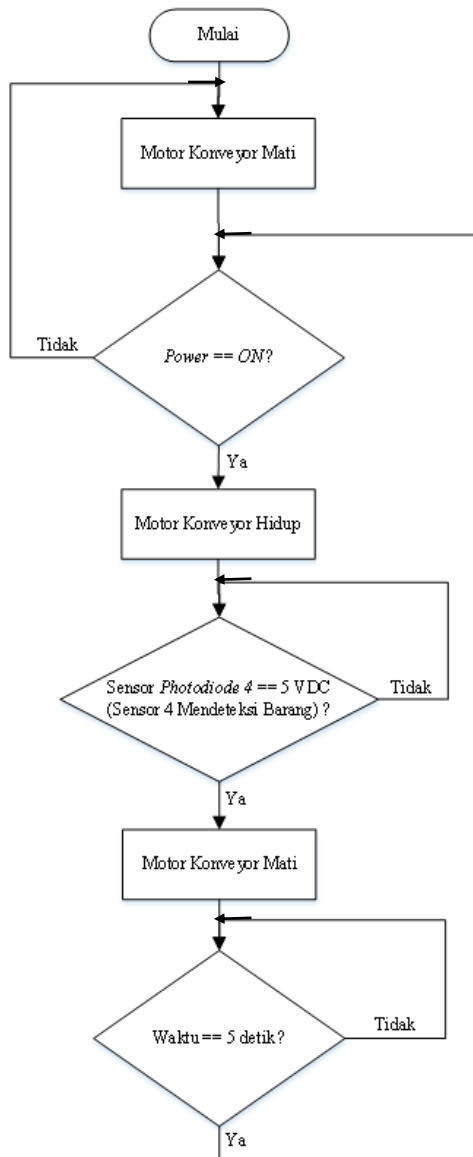 Mulai
Motor Konveyor Mati
Tidak
Power == ON?
Ya
Motor Konveyor Hidup
Sensor Photodiode 4 == 5 VDC
(Sensor 4 Mendeteksi Barang) ?
Tidak
Ya
Motor Konveyor Mati
Waktu == 5 detik?
Tidak
Ya